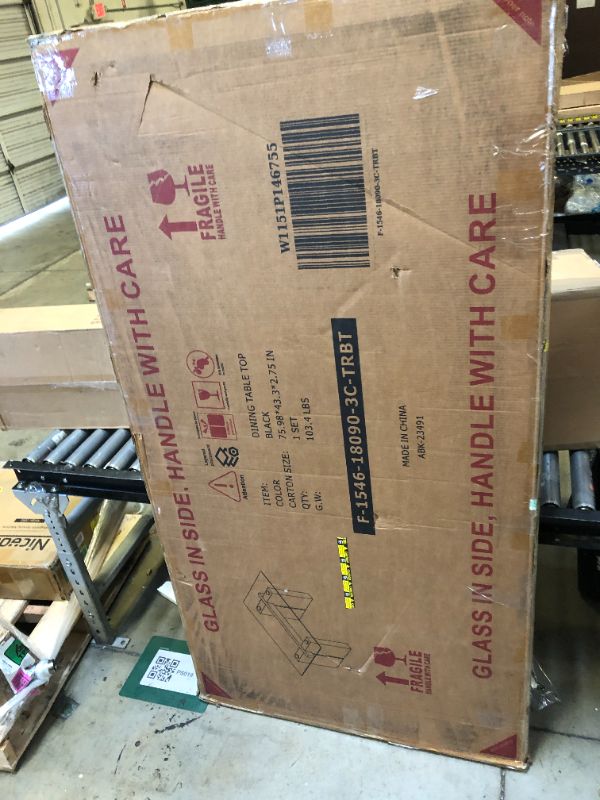 GLASS IN SIDE, HANDLE WITH CARE
FRAGILE
HANDLE WITH CARE
W1151P146755
F-1546-18090-3C-TRBT
Attention
ITEM: DINING TABLE TOP
COLOR BLACK
CARTON SIZE: 75.98*43.3*2.75 IN
QTY: 1 SET
G.W: 103.4 LBS
F-1546-18090-3C-TRBT
MADE IN CHINA
ABK-23491
FRAGILE
HANDLE WITH CARE
GLASS IN SIDE, HANDLE WITH CARE